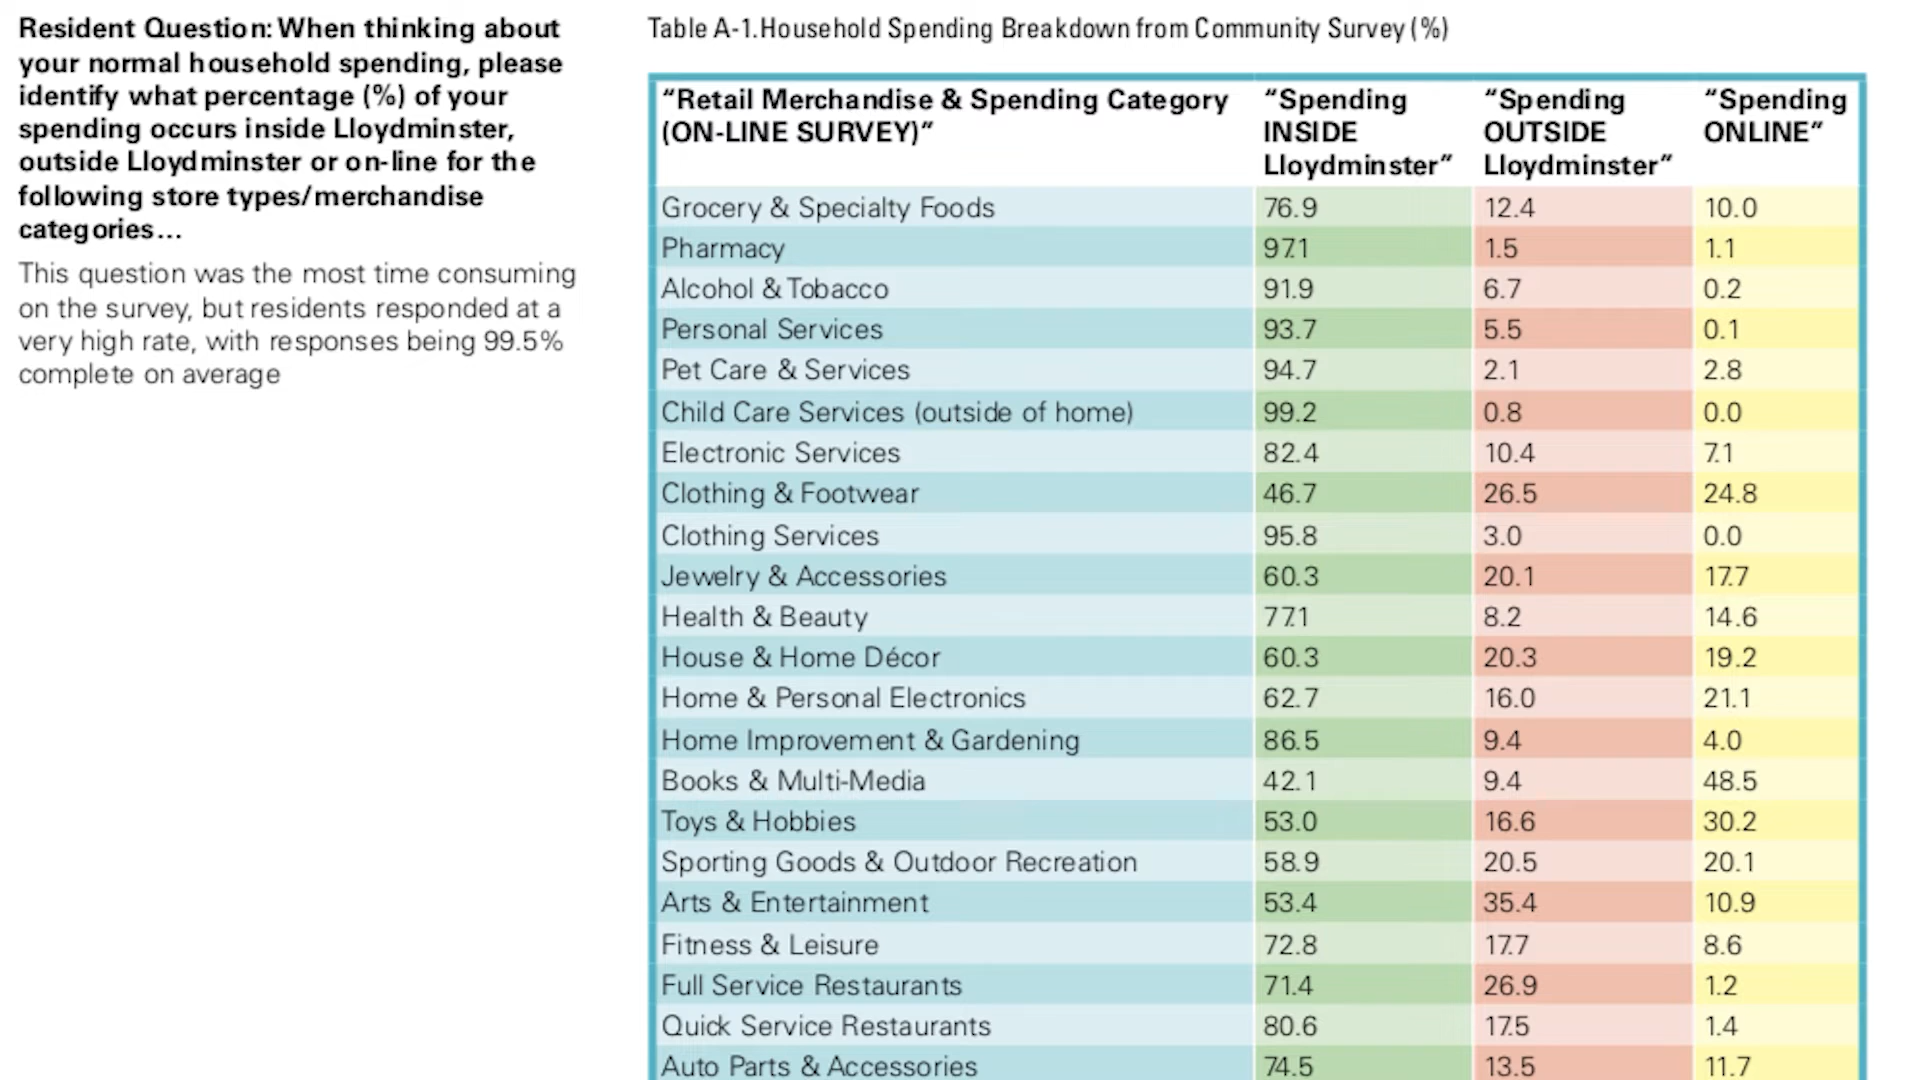 Resident Question: When thinking about
your normal household spending, please
identify what percentage (%) of your
spending occurs inside Lloydminster,
outside Lloydminster or on-line for the
following store types/merchandise
categories...
This question was the most time consuming
on the survey, but residents responded at a
very high rate, with responses being 99.5%
complete on average
Table A-1.Household Spending Breakdown from Community Survey (%)
“Retail Merchandise & Spending Category
(ON-LINE SURVEY)”
“Spending
INSIDE
Lloydminster”
“Spending
OUTSIDE
Lloydminster”
“Spending
ONLINE”
Grocery & Specialty Foods 76.9 12.4 10.0
Pharmacy 97.1 1.5 1.1
Alcohol & Tobacco 91.9 6.7 0.2
Personal Services 93.7 5.5 0.1
Pet Care & Services 94.7 2.1 2.8
Child Care Services (outside of home) 99.2 0.8 0.0
Electronic Services 82.4 10.4 7.1
Clothing & Footwear 46.7 26.5 24.8
Clothing Services 95.8 3.0 0.0
Jewelry & Accessories 60.3 20.1 17.7
Health & Beauty 77.1 8.2 14.6
House & Home Décor 60.3 20.3 19.2
Home & Personal Electronics 62.7 16.0 21.1
Home Improvement & Gardening 86.5 9.4 4.0
Books & Multi-Media 42.1 9.4 48.5
Toys & Hobbies 53.0 16.6 30.2
Sporting Goods & Outdoor Recreation 58.9 20.5 20.1
Arts & Entertainment 53.4 35.4 10.9
Fitness & Leisure 72.8 17.7 8.6
Full Service Restaurants 71.4 26.9 1.2
Quick Service Restaurants 80.6 17.5 1.4
Auto Parts & Accessories 74.5 13.5 11.7